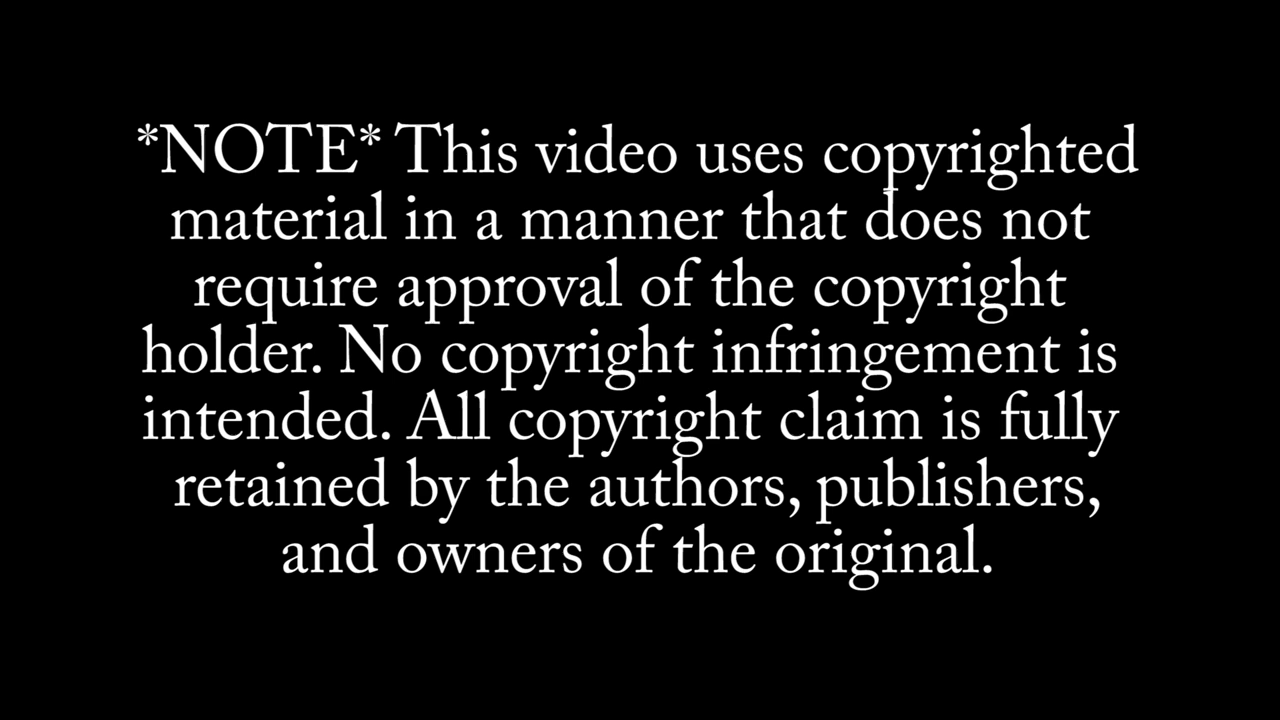 *NOTE* This video uses copyrighted
material in a manner that does not
require approval of the copyright
holder. No copyright infringement is
intended. All copyright claim is fully
retained by the authors, publishers,
and owners of the original.